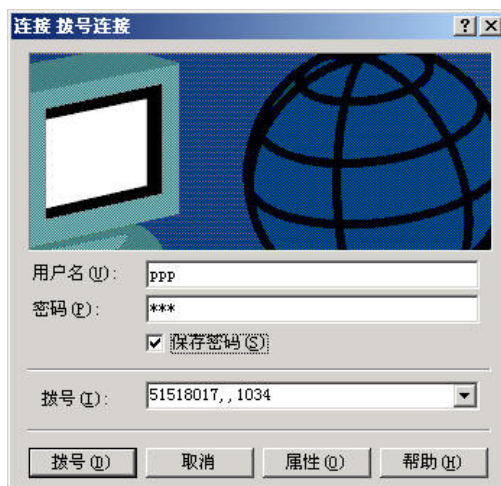 连接 拨号连接
用户名(U):
ppp
密码(P):
***
保存密码(S)
拨号(I):
51518017,,1034
拨号(D)
取消
属性(O)
帮助(H)